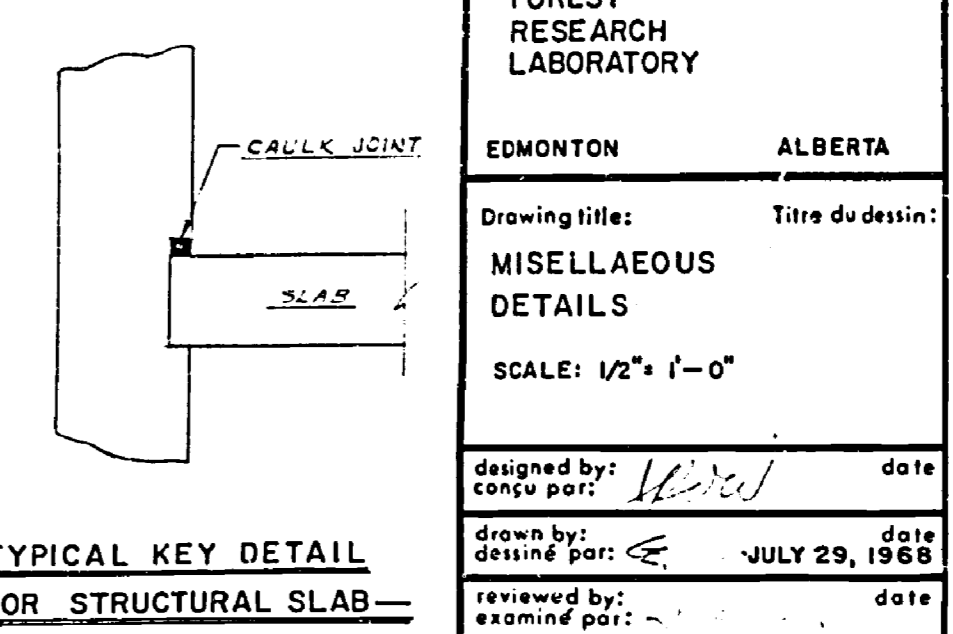 CAULK JOINT
SLAB
TYPICAL KEY DETAIL
OR STRUCTURAL SLAB—
FOREST
RESEARCH
LABORATORY
EDMONTON ALBERTA
Drawing title: Titre du dessin:
MISELLAEOUS
DETAILS
SCALE: 1/2" = 1'—0"
designed by: date
conçu par:
drawn by: date
dessiné par: JULY 29, 1968
reviewed by: date
examiné par: